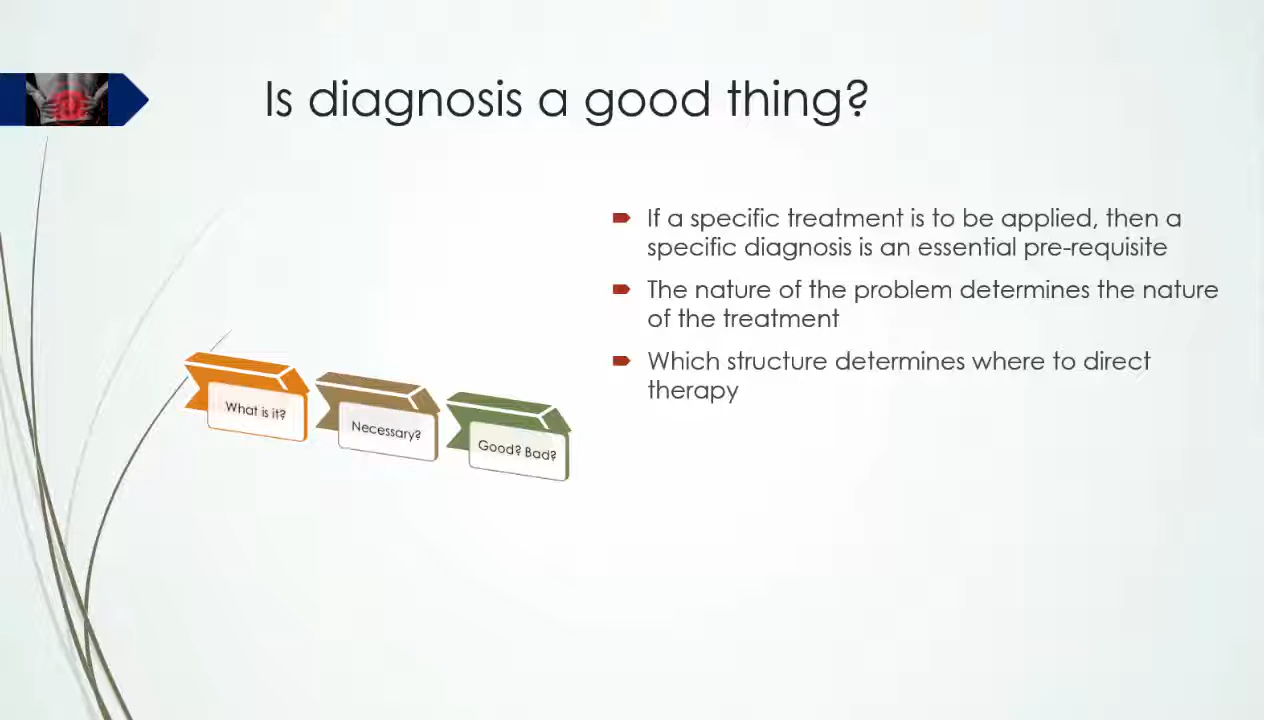 Is diagnosis a good thing?
If a specific treatment is to be applied, then a
specific diagnosis is an essential pre-requisite
The nature of the problem determines the nature
of the treatment
Which structure determines where to direct
therapy
What is it?
Necessary?
Good? Bad?